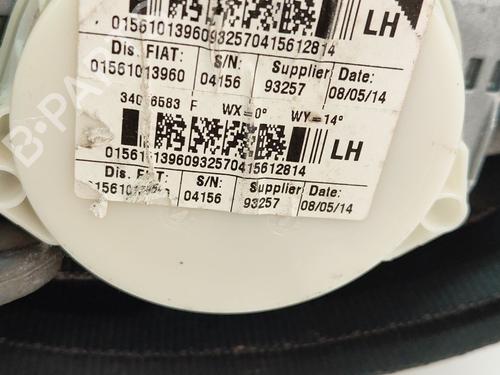 LH
01561013960932570415612814
Dis. FIAT: S/N: Supplier Date:
01561013960 04156 93257 08/05/14
F WX=0° WY=14°
LH
01561013960932570415612814
Dis. FIAT: S/N: Supplier Date:
04156 93257 08/05/14
B-PARTS